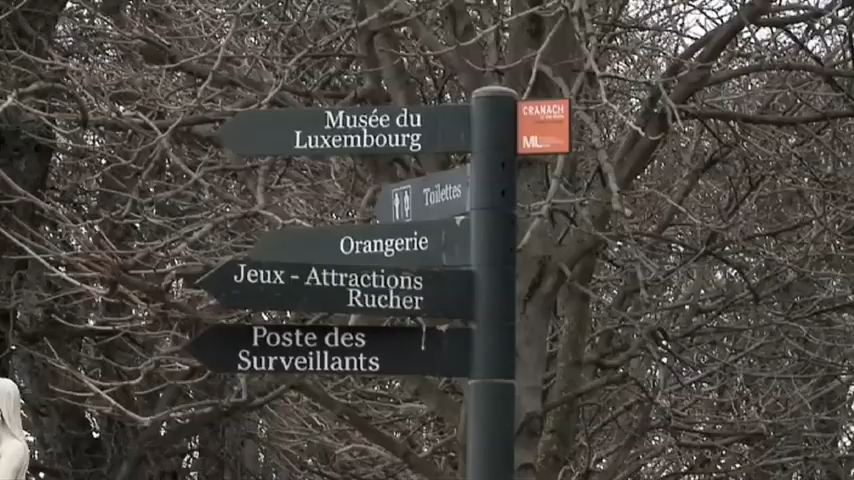 Musée du
Luxembourg
CRANACH
ML
Toilettes
Orangerie
Jeux - Attractions
Rucher
Poste des
Surveillants